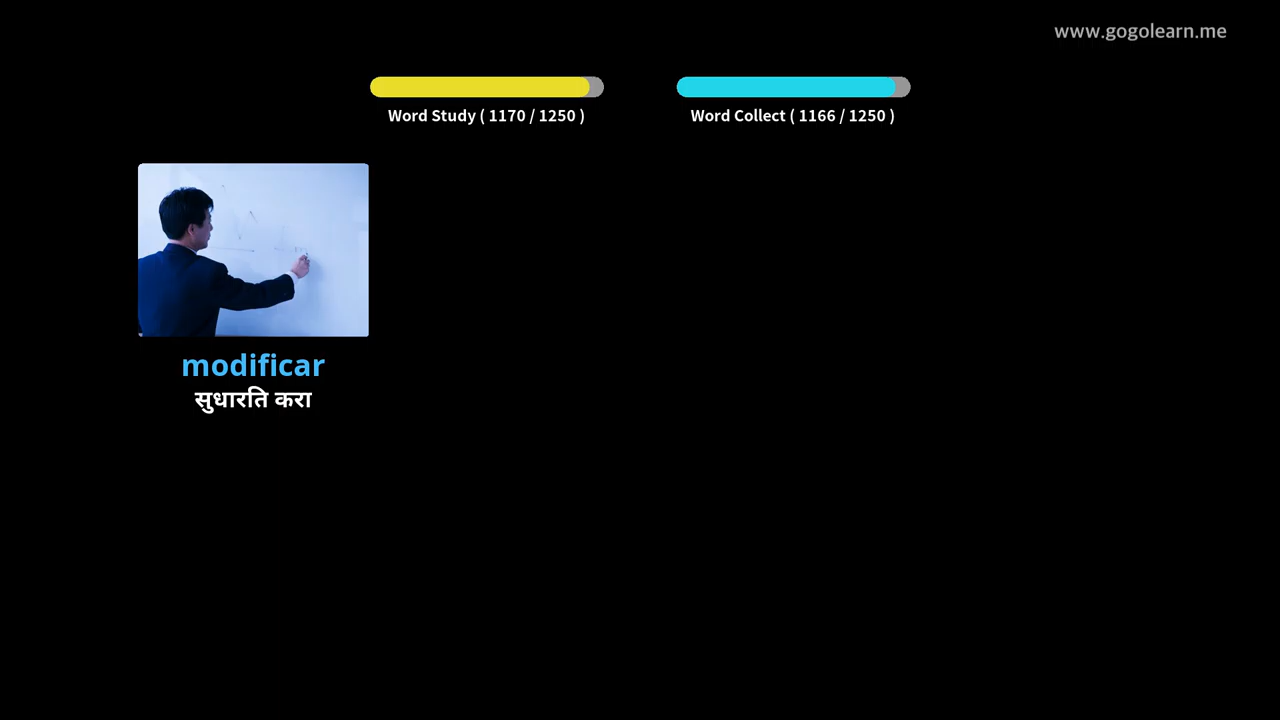 www.gogolearn.me
Word Study ( 1170 / 1250 )
Word Collect ( 1166 / 1250 )
modificar
सुधारति करा